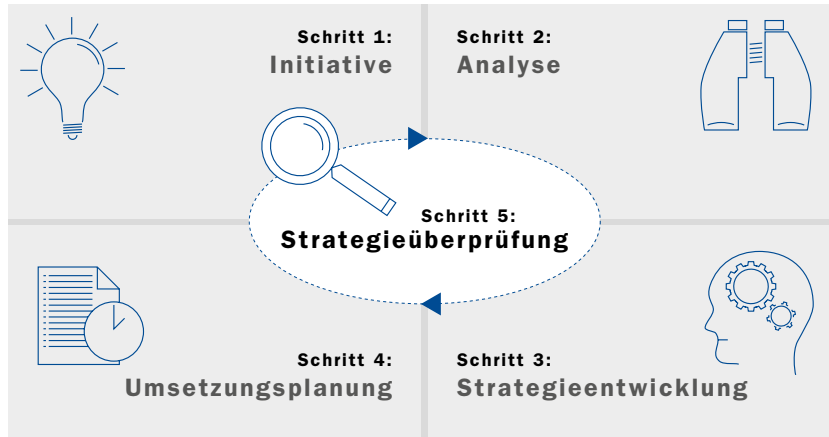 Schritt 1:
Initiative
Schritt 2:
Analyse
Schritt 5:
Strategieüberprüfung
Schritt 4:
Umsetzungsplanung
Schritt 3:
Strategieentwicklung